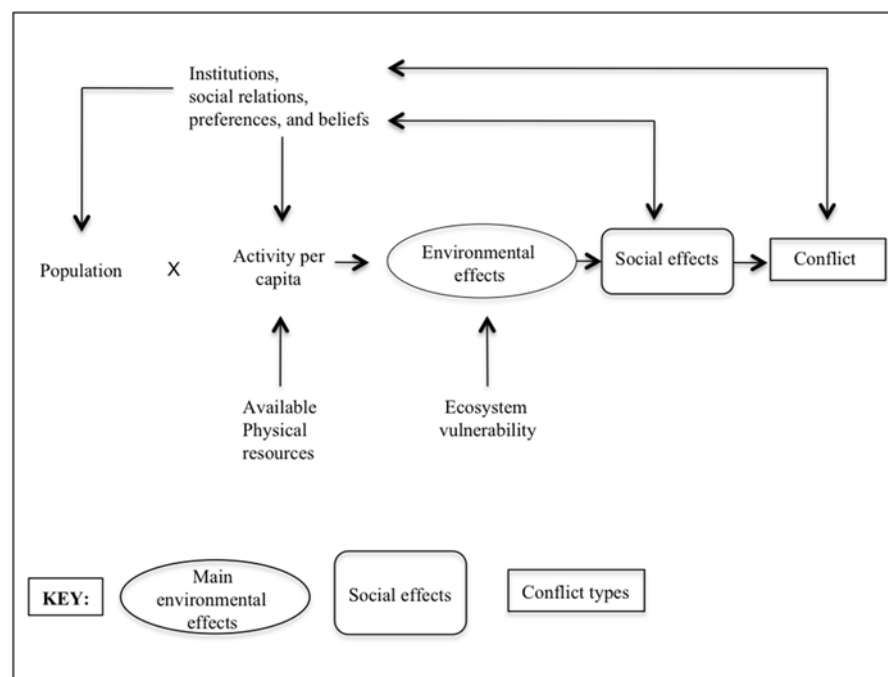 Institutions,
social relations,
preferences, and beliefs
Population
X
Activity per
capita
Environmental
effects
Social effects
Conflict
Available
Physical
resources
Ecosystem
vulnerability
KEY:
Main
environmental
effects
Social effects
Conflict types